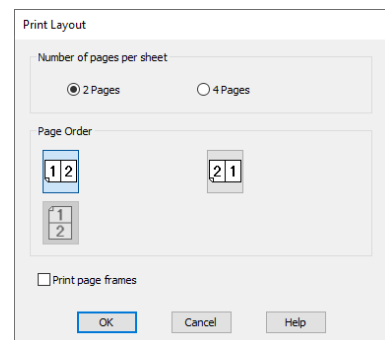 Print Layout
Number of pages per sheet
2 Pages
4 Pages
Page Order
1 2
2 1
1
2
Print page frames
OK
Cancel
Help